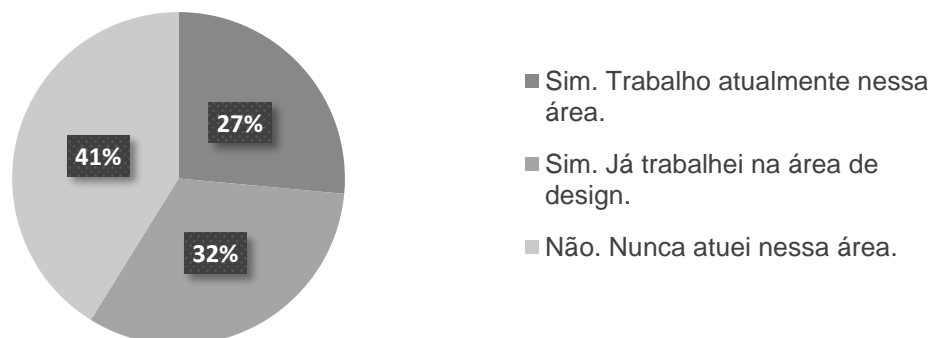 27%
41%
32%
Sim. Trabalho atualmente nessa
área.
Sim. Já trabalhei na área de
design.
Não. Nunca atuei nessa área.